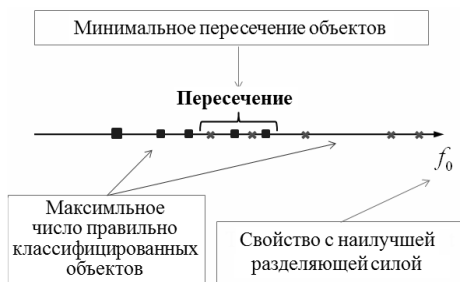 Минимальное пересечение объектов
Пересечение
f0
Максимльное
число правильно
классифицированных
объектов
Свойство с наилучшей
разделяющей силой